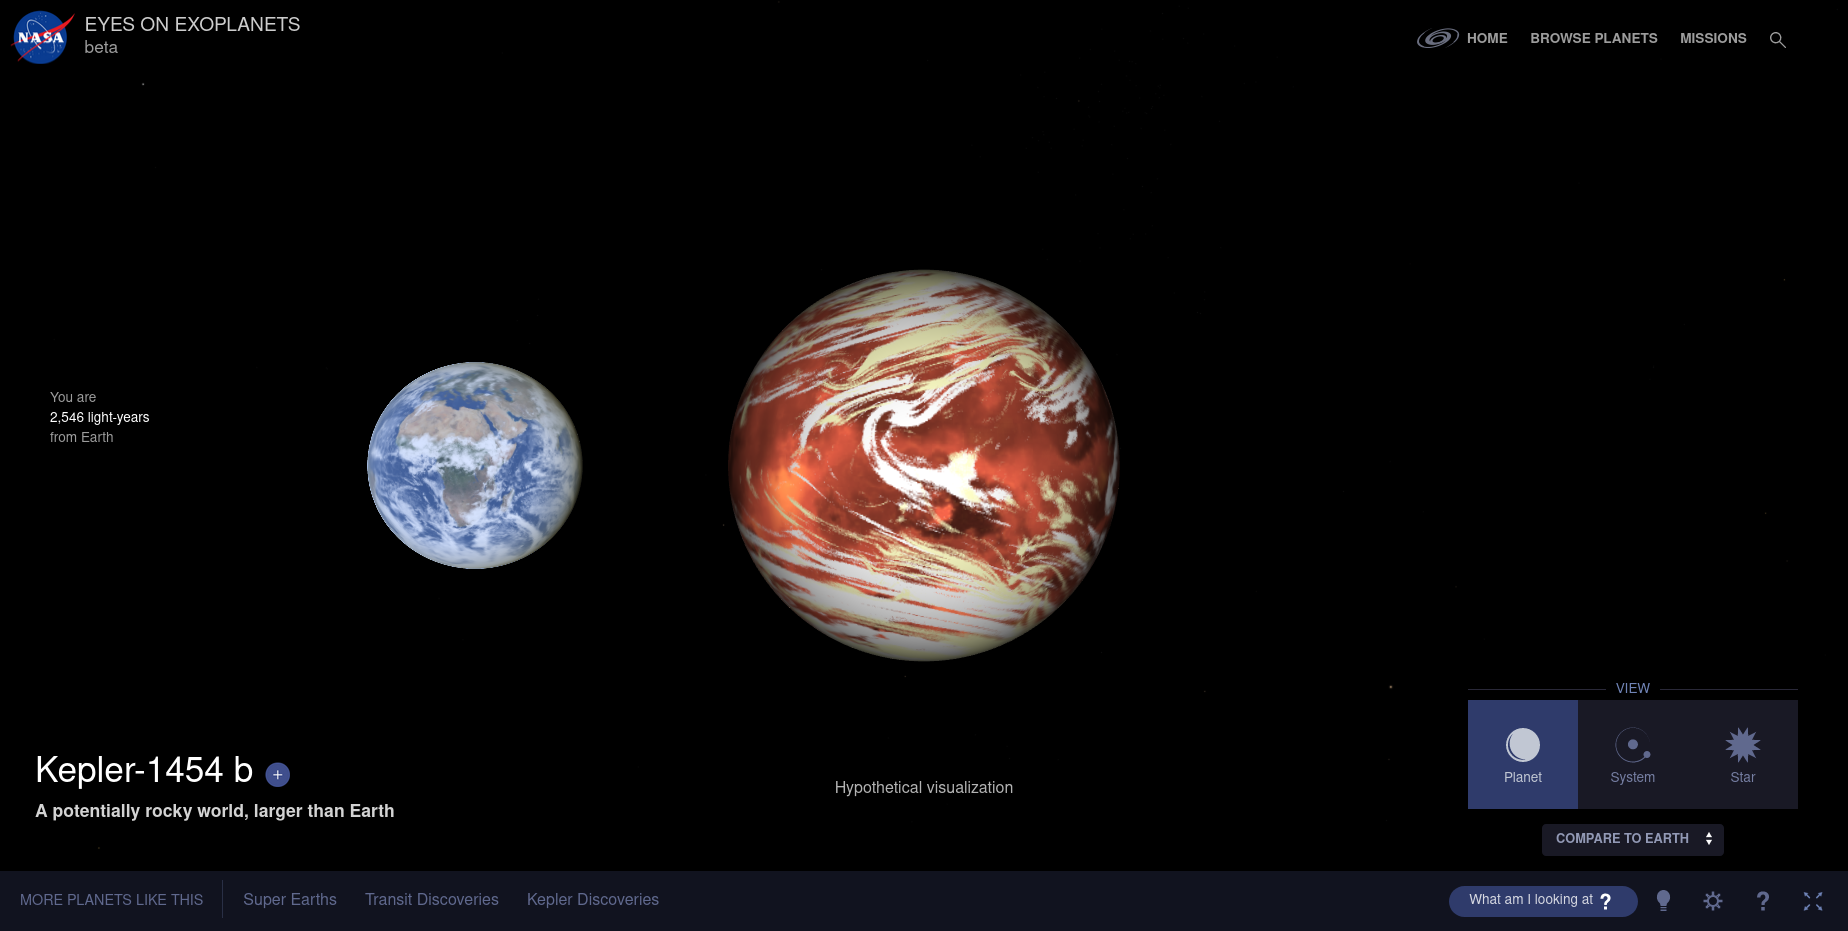 NASA
EYES ON EXOPLANETS
beta
HOME
BROWSE PLANETS
MISSIONS
You are
2,546 light-years
from Earth
Kepler-1454 b +
A potentially rocky world, larger than Earth
Hypothetical visualization
VIEW
Planet
System
Star
COMPARE TO EARTH
MORE PLANETS LIKE THIS
Super Earths
Transit Discoveries
Kepler Discoveries
What am I looking at ?
?